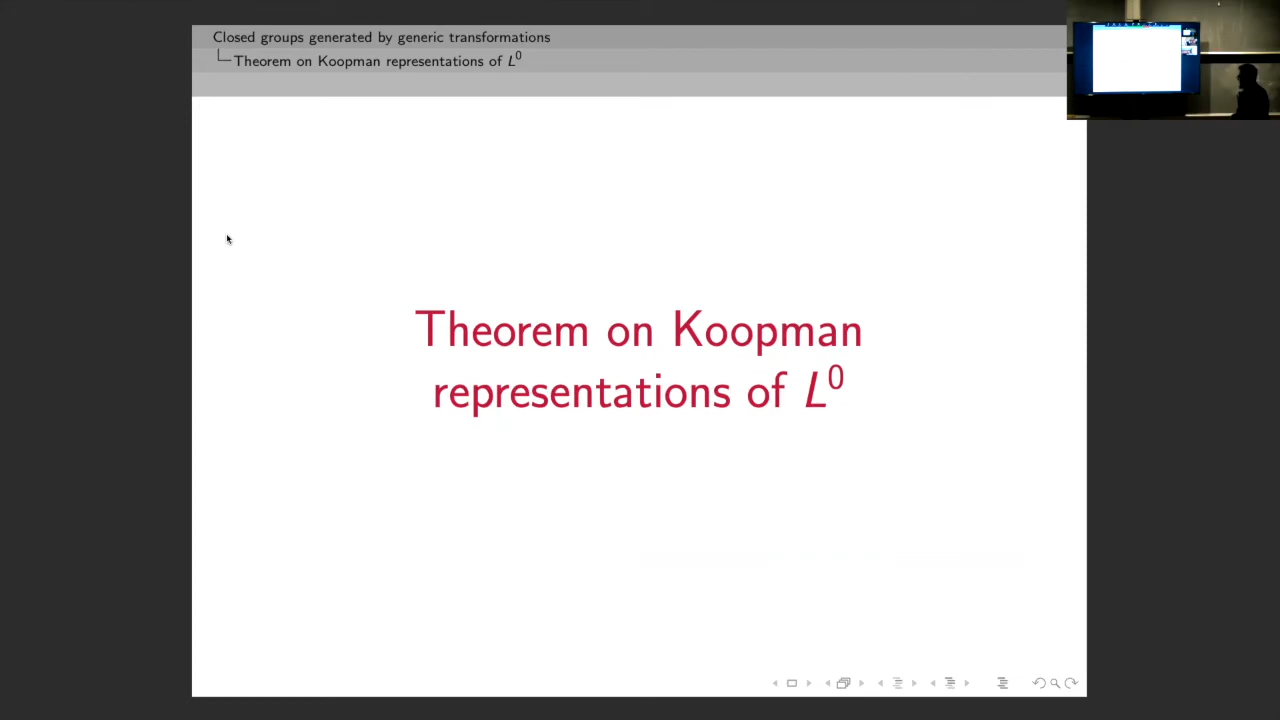 Closed groups generated by generic transformations
Theorem on Koopman representations of L⁰
Theorem on Koopman
representations of L⁰